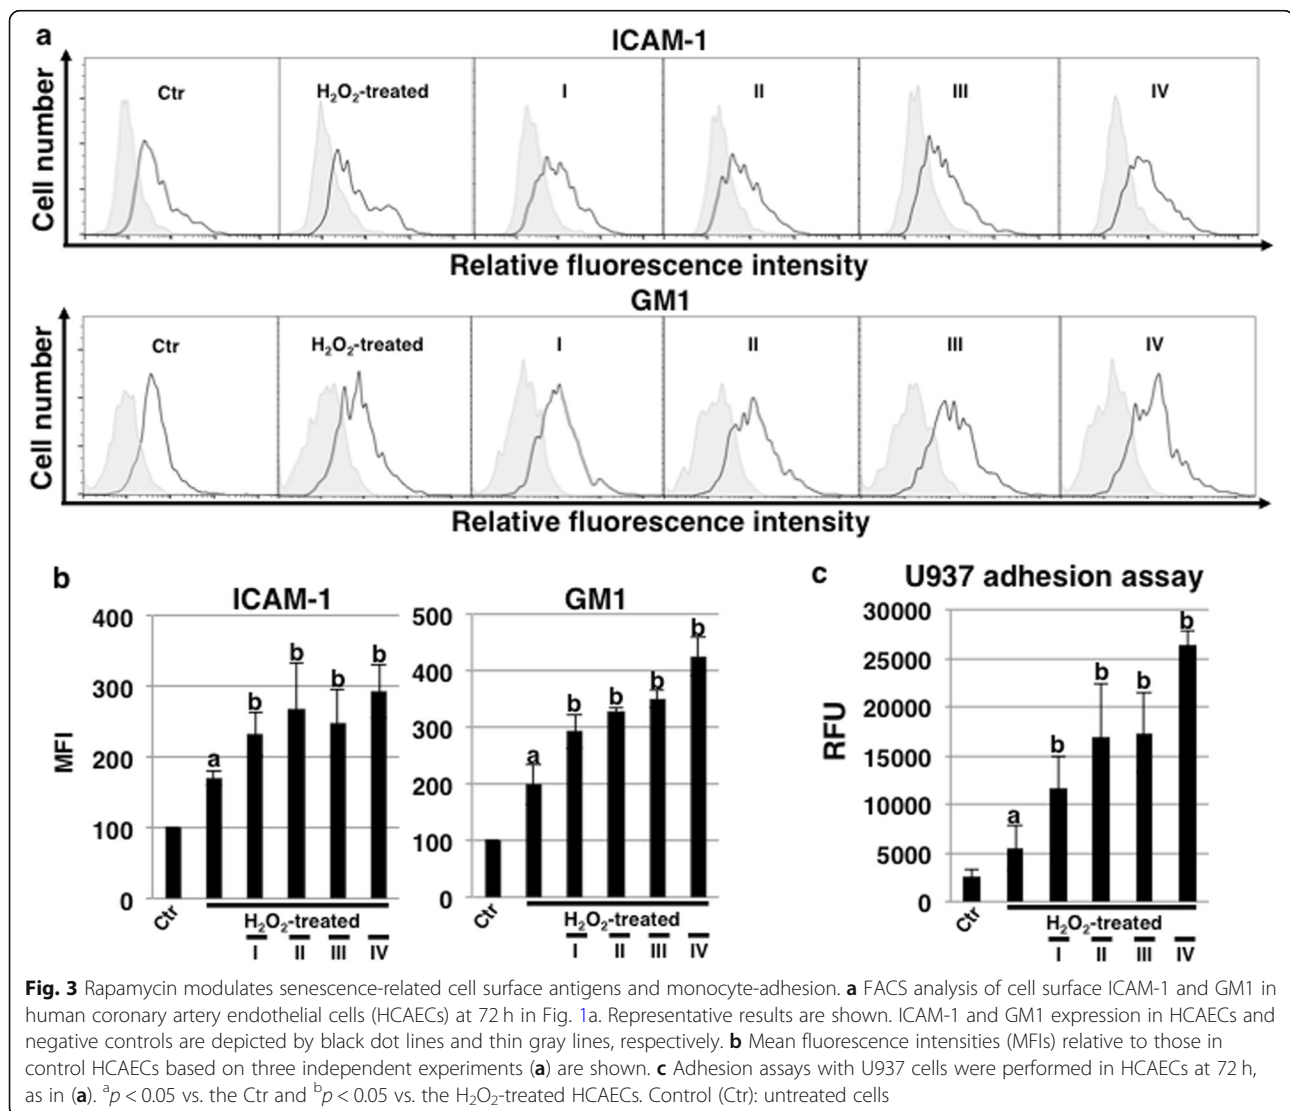 a
ICAM-1
Cell number
Ctr
H₂O₂-treated
I
II
III
IV
Relative fluorescence intensity
GM1
Cell number
Ctr
H₂O₂-treated
I
II
III
IV
Relative fluorescence intensity
b
ICAM-1
MFI
400
300
200
100
0
a
b
b
b
b
Ctr
H₂O₂-treated
I
II
III
IV
GM1
500
400
300
200
100
0
a
b
b
b
b
Ctr
H₂O₂-treated
I
II
III
IV
c
U937 adhesion assay
RFU
30000
25000
20000
15000
10000
5000
0
a
b
b
b
b
Ctr
H₂O₂-treated
I
II
III
IV
Fig. 3 Rapamycin modulates senescence-related cell surface antigens and monocyte-adhesion. a FACS analysis of cell surface ICAM-1 and GM1 in
human coronary artery endothelial cells (HCAECs) at 72 h in Fig. 1a. Representative results are shown. ICAM-1 and GM1 expression in HCAECs and
negative controls are depicted by black dot lines and thin gray lines, respectively. b Mean fluorescence intensities (MFIs) relative to those in
control HCAECs based on three independent experiments (a) are shown. c Adhesion assays with U937 cells were performed in HCAECs at 72 h,
as in (a). ᵃp < 0.05 vs. the Ctr and ᵇp < 0.05 vs. the H₂O₂-treated HCAECs. Control (Ctr): untreated cells